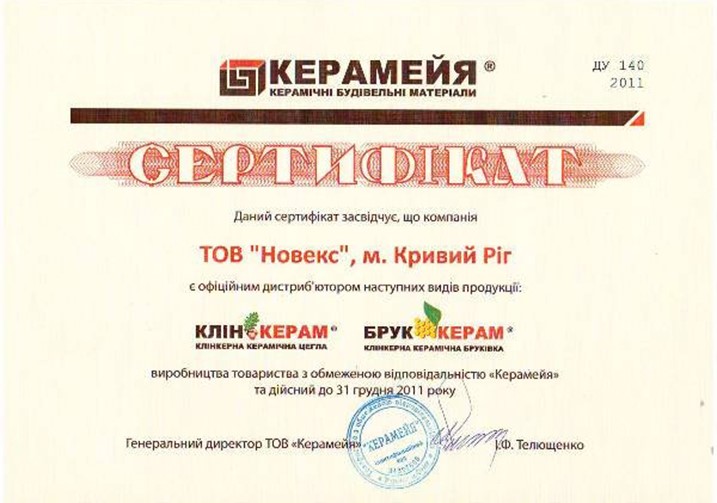 КЕРАМЕЙЯ®
КЕРАМІЧНІ БУДІВЕЛЬНІ МАТЕРІАЛИ
ДУ 140
2011
СЕРТИФІКАТ
Даний сертифікат засвідчує, що компанія
ТОВ "Новекс", м. Кривий Ріг
є офіційним дистриб'ютором наступних видів продукції:
КЛІНКЕРАМ®
КЛІНКЕРНА КЕРАМІЧНА ЦЕГЛА
БРУККЕРАМ®
КЛІНКЕРНА КЕРАМІЧНА БРУКІВКА
виробництва товариства з обмеженою відповідальністю «Керамейя»
та дійсний до 31 грудня 2011 року
Генеральний директор ТОВ «Керамейя»
І.Ф. Телющенко
"КЕРАМЕЙЯ"